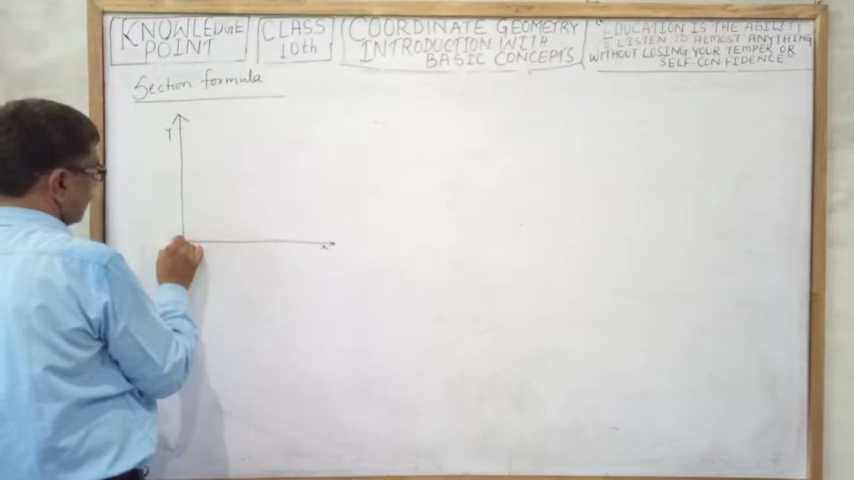 KNOWLEDGE
POINT
CLASS
10th
COORDINATE GEOMETRY
INTRODUCTION WITH
BASIC CONCEPTS
"EDUCATION IS THE ABILITY
TO LISTEN TO ALMOST ANYTHING
WITHOUT LOSING YOUR TEMPER OR
SELF-CONFIDENCE"
Section formula
Y
X